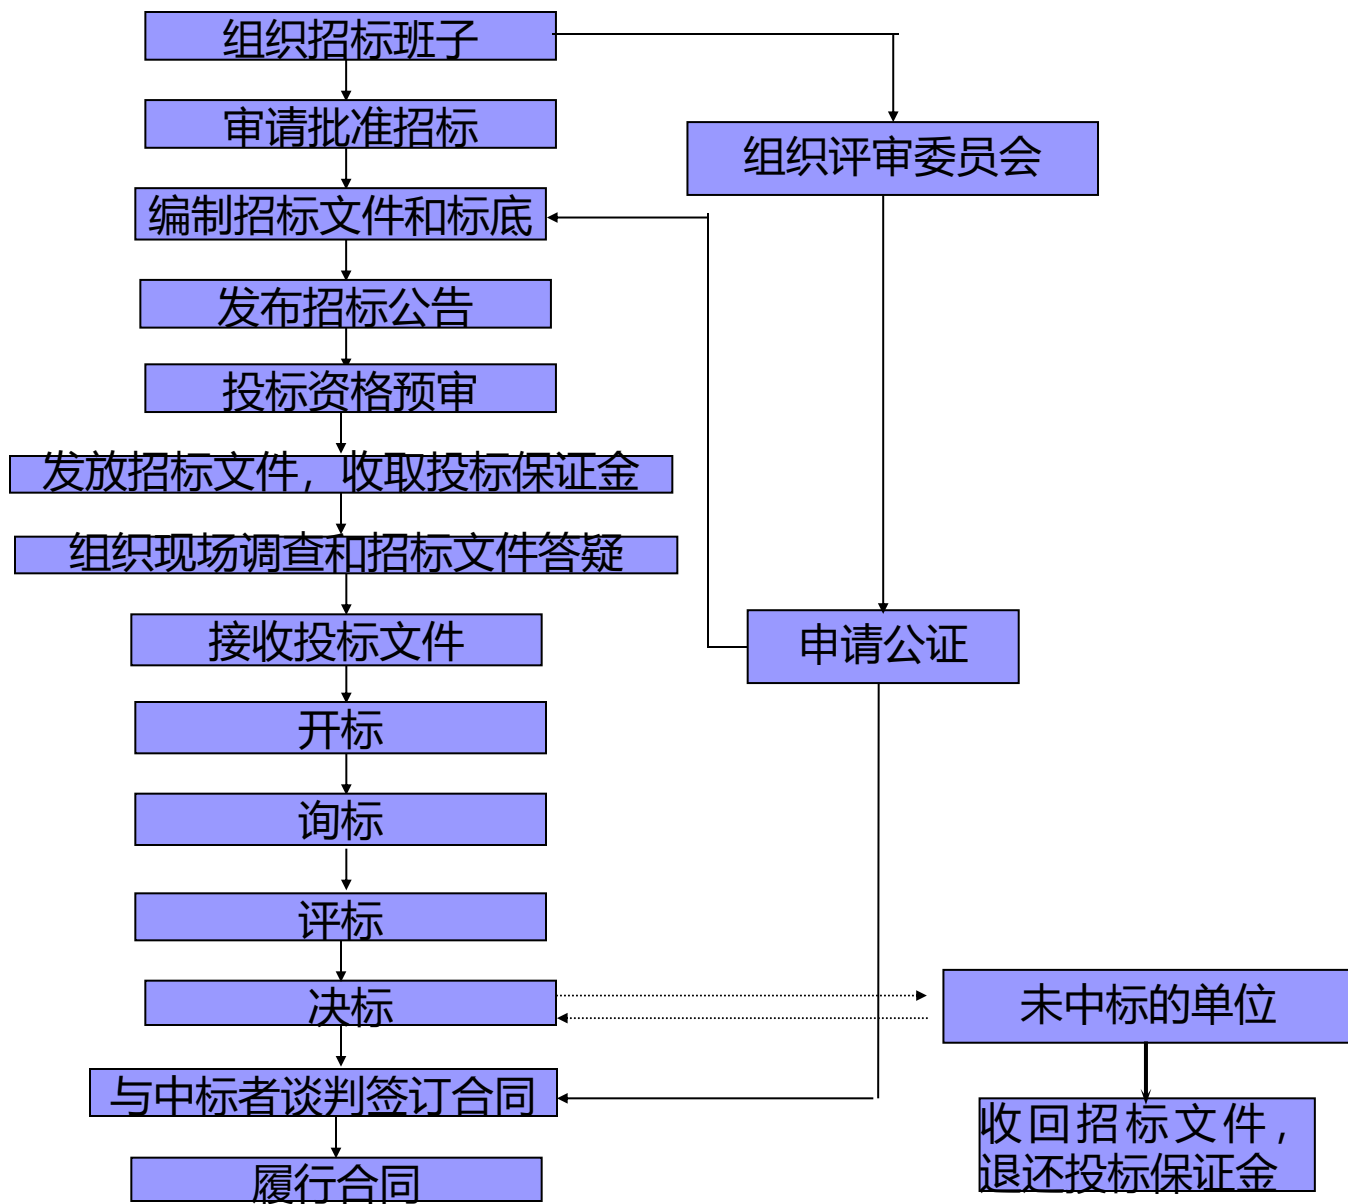 组织招标班子
审请批准招标
组织评审委员会
编制招标文件和标底
发布招标公告
投标资格预审
发放招标文件，收取投标保证金
组织现场调查和招标文件答疑
接收投标文件
申请公证
开标
询标
评标
决标
未中标的单位
与中标者谈判签订合同
收回招标文件，
退还投标保证金
履行合同